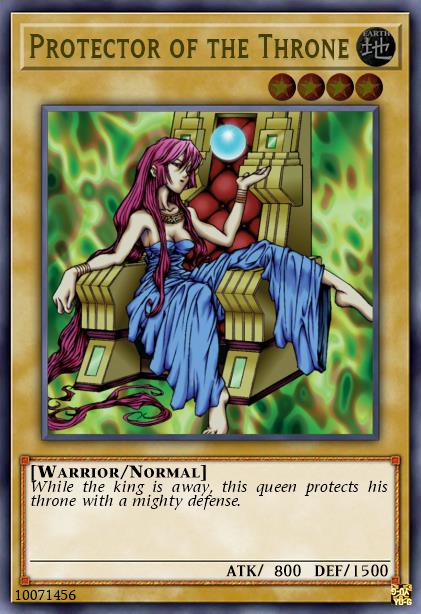 PROTECTOR OF THE THRONE
EARTH
地
[WARRIOR/NORMAL]
While the king is away, this queen protects his
throne with a mighty defense.
ATK/ 800 DEF/1500
10071456